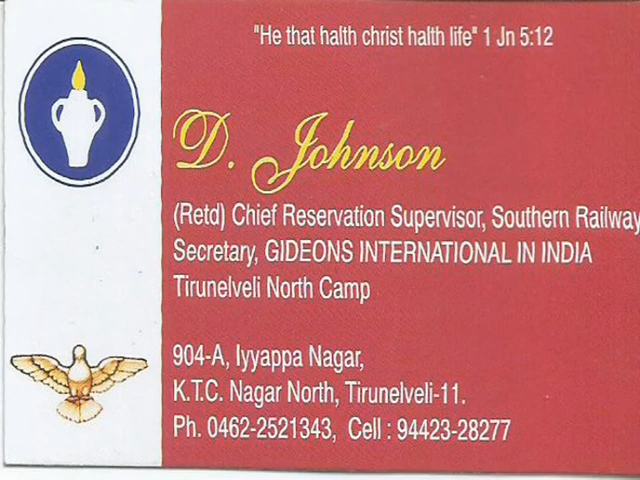 "He that halth christ halth life" 1 Jn 5:12
D. Johnson
(Retd) Chief Reservation Supervisor, Southern Railway
Secretary, GIDEONS INTERNATIONAL IN INDIA
Tirunelveli North Camp
904-A, Iyyappa Nagar,
K.T.C. Nagar North, Tirunelveli-11.
Ph. 0462-2521343, Cell : 94423-28277